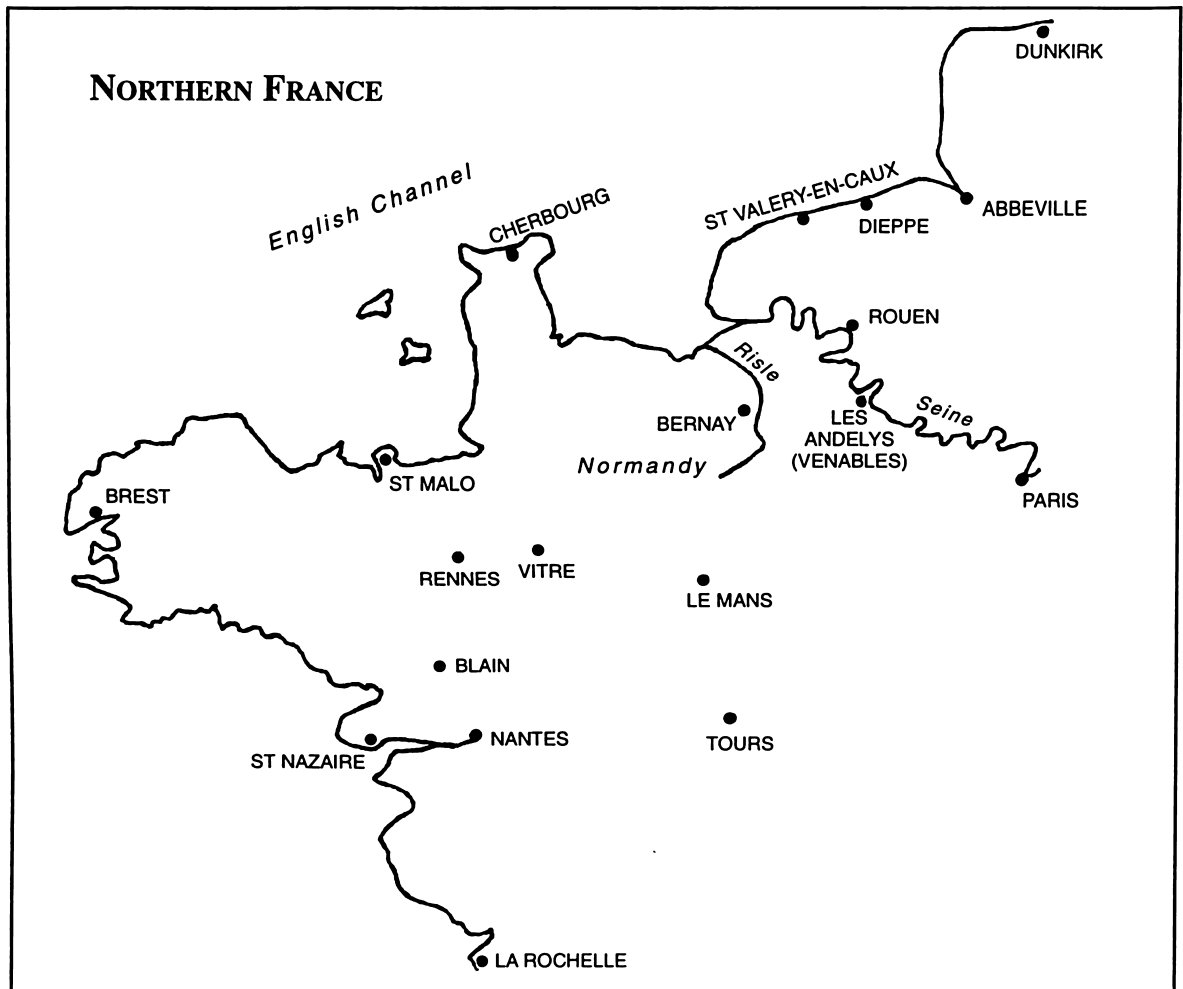 DUNKIRK
NORTHERN FRANCE
English Channel
ST VALERY-EN-CAUX
CHERBOURG
ABBEVILLE
DIEPPE
ROUEN
Risle
Seine
BERNAY
LES
ANDELYS
(VENABLES)
Normandy
ST MALO
BREST
PARIS
RENNES
VITRE
LE MANS
BLAIN
NANTES
TOURS
ST NAZAIRE
LA ROCHELLE